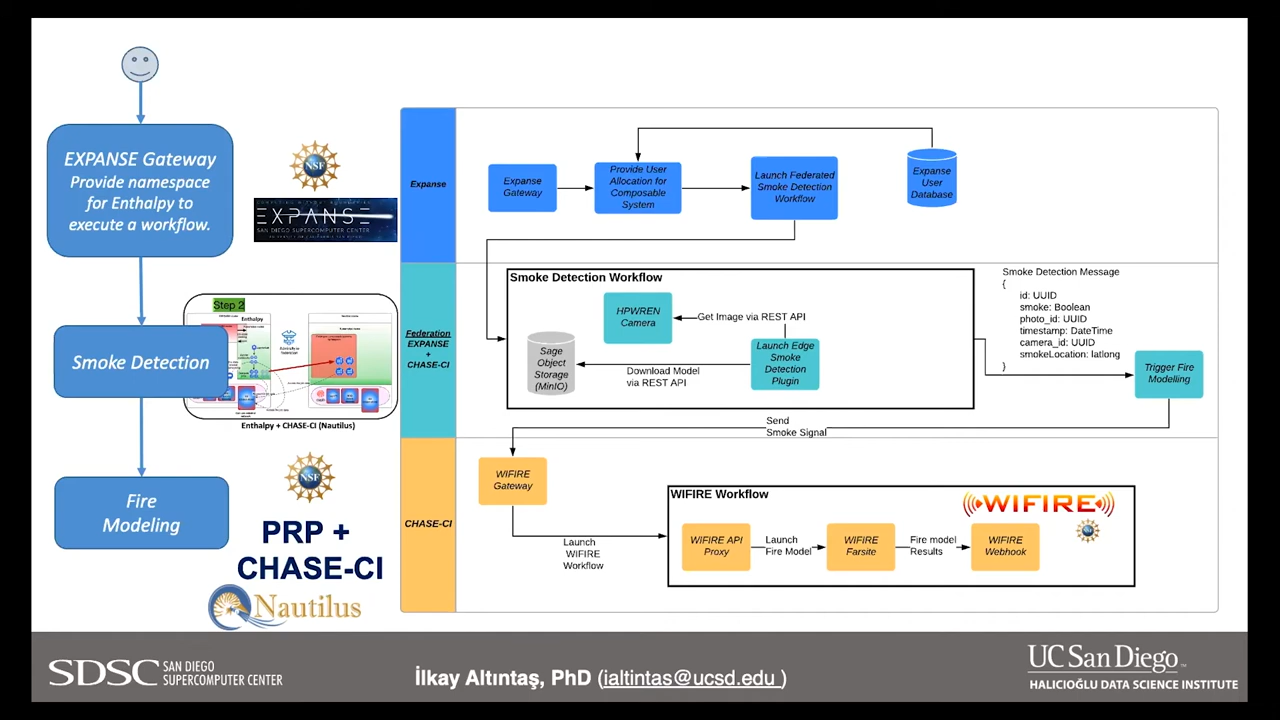 EXPANSE Gateway
Provide namespace
for Enthalpy to
execute a workflow.
NSF
EXPANSE
SAN DIEGO SUPERCOMPUTER CENTER
Smoke Detection
Step 2
Enthalpy
Enthalpy + CHASE-CI (Nautilus)
Fire
Modeling
NSF
PRP +
CHASE-CI
Nautilus
Expanse
Expanse
Gateway
Provide User
Allocation for
Composable
System
Launch Federated
Smoke Detection
Workflow
Expanse
User
Database
Federation
EXPANSE
+
CHASE-CI
Smoke Detection Workflow
HPWREN
Camera
Get Image via REST API
Sage
Object
Storage
(MinIO)
Download Model
via REST API
Launch Edge
Smoke
Detection
Plugin
Smoke Detection Message
{
id: UUID
smoke: Boolean
photo_id: UUID
timestamp: DateTime
camera_id: UUID
smokeLocation: latlong
}
Trigger Fire
Modelling
Send
Smoke Signal
CHASE-CI
WIFIRE
Gateway
Launch
WIFIRE
Workflow
WIFIRE Workflow
WIFIRE
NSF
WIFIRE API
Proxy
Launch
Fire Model
WIFIRE
Farsite
Fire model
Results
WIFIRE
Webhook
SDSC SAN DIEGO
SUPERCOMPUTER CENTER
İlkay Altıntaş, PhD (ialtintas@ucsd.edu )
UC San Diego
HALICIOĞLU DATA SCIENCE INSTITUTE